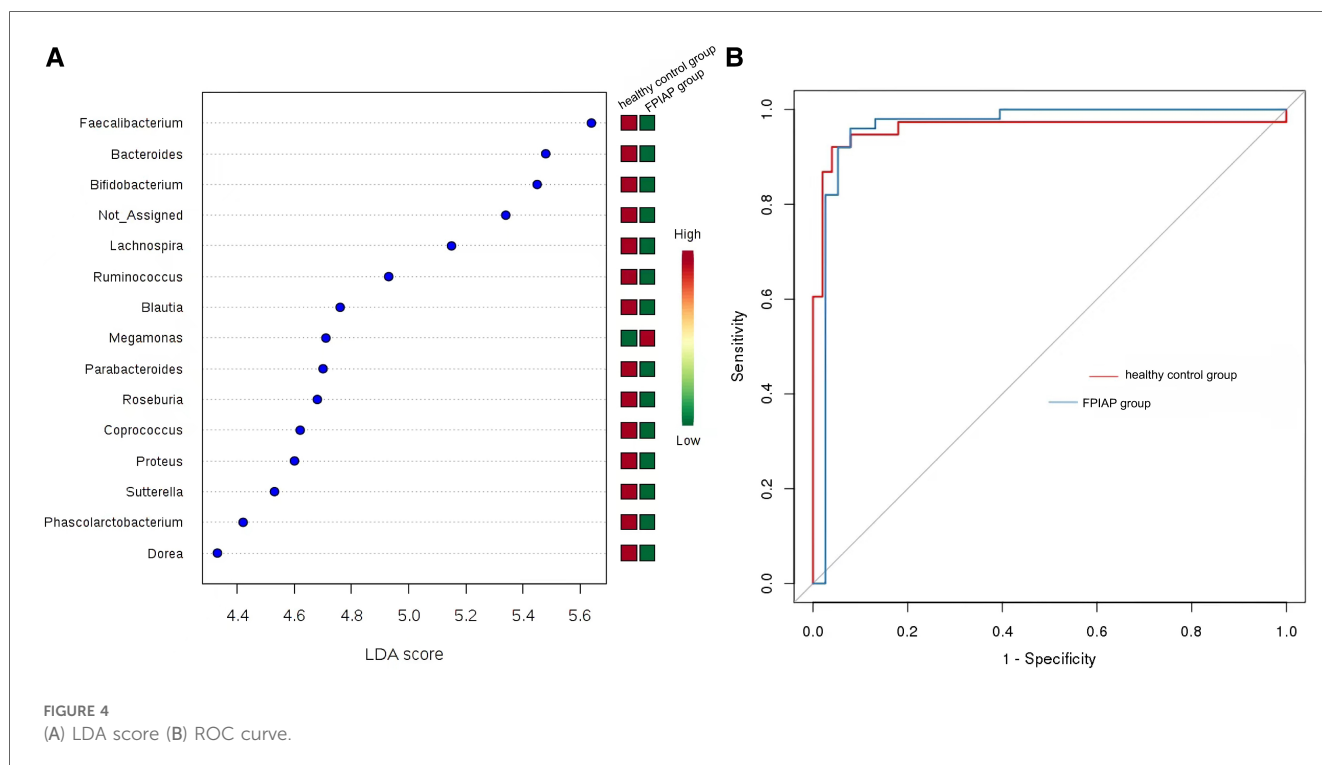 A
B
healthy control group
FPIAP group
Faecalibacterium
Bacteroides
Bifidobacterium
Not_Assigned
Lachnospira
Ruminococcus
Blautia
Megamonas
Parabacteroides
Roseburia
Coprococcus
Proteus
Sutterella
Phascolarctobacterium
Dorea
4.4 4.6 4.8 5.0 5.2 5.4 5.6
LDA score
High
Low
Sensitivity
1.0
0.8
0.6
0.4
0.2
0.0
healthy control group
FPIAP group
0.0 0.2 0.4 0.6 0.8 1.0
1 - Specificity
FIGURE 4
(A) LDA score (B) ROC curve.